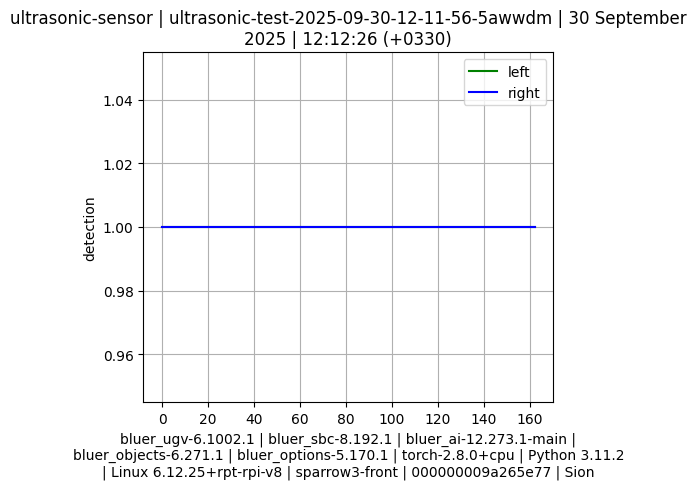 ultrasonic-sensor | ultrasonic-test-2025-09-30-12-11-56-5awwdm | 30 September
2025 | 12:12:26 (+0330)
left
right
1.04
1.02
1.00
0.98
0.96
detection
0 20 40 60 80 100 120 140 160
bluer_ugv-6.1002.1 | bluer_sbc-8.192.1 | bluer_ai-12.273.1-main |
bluer_objects-6.271.1 | bluer_options-5.170.1 | torch-2.8.0+cpu | Python 3.11.2
| Linux 6.12.25+rpt-rpi-v8 | sparrow3-front | 000000009a265e77 | Sion